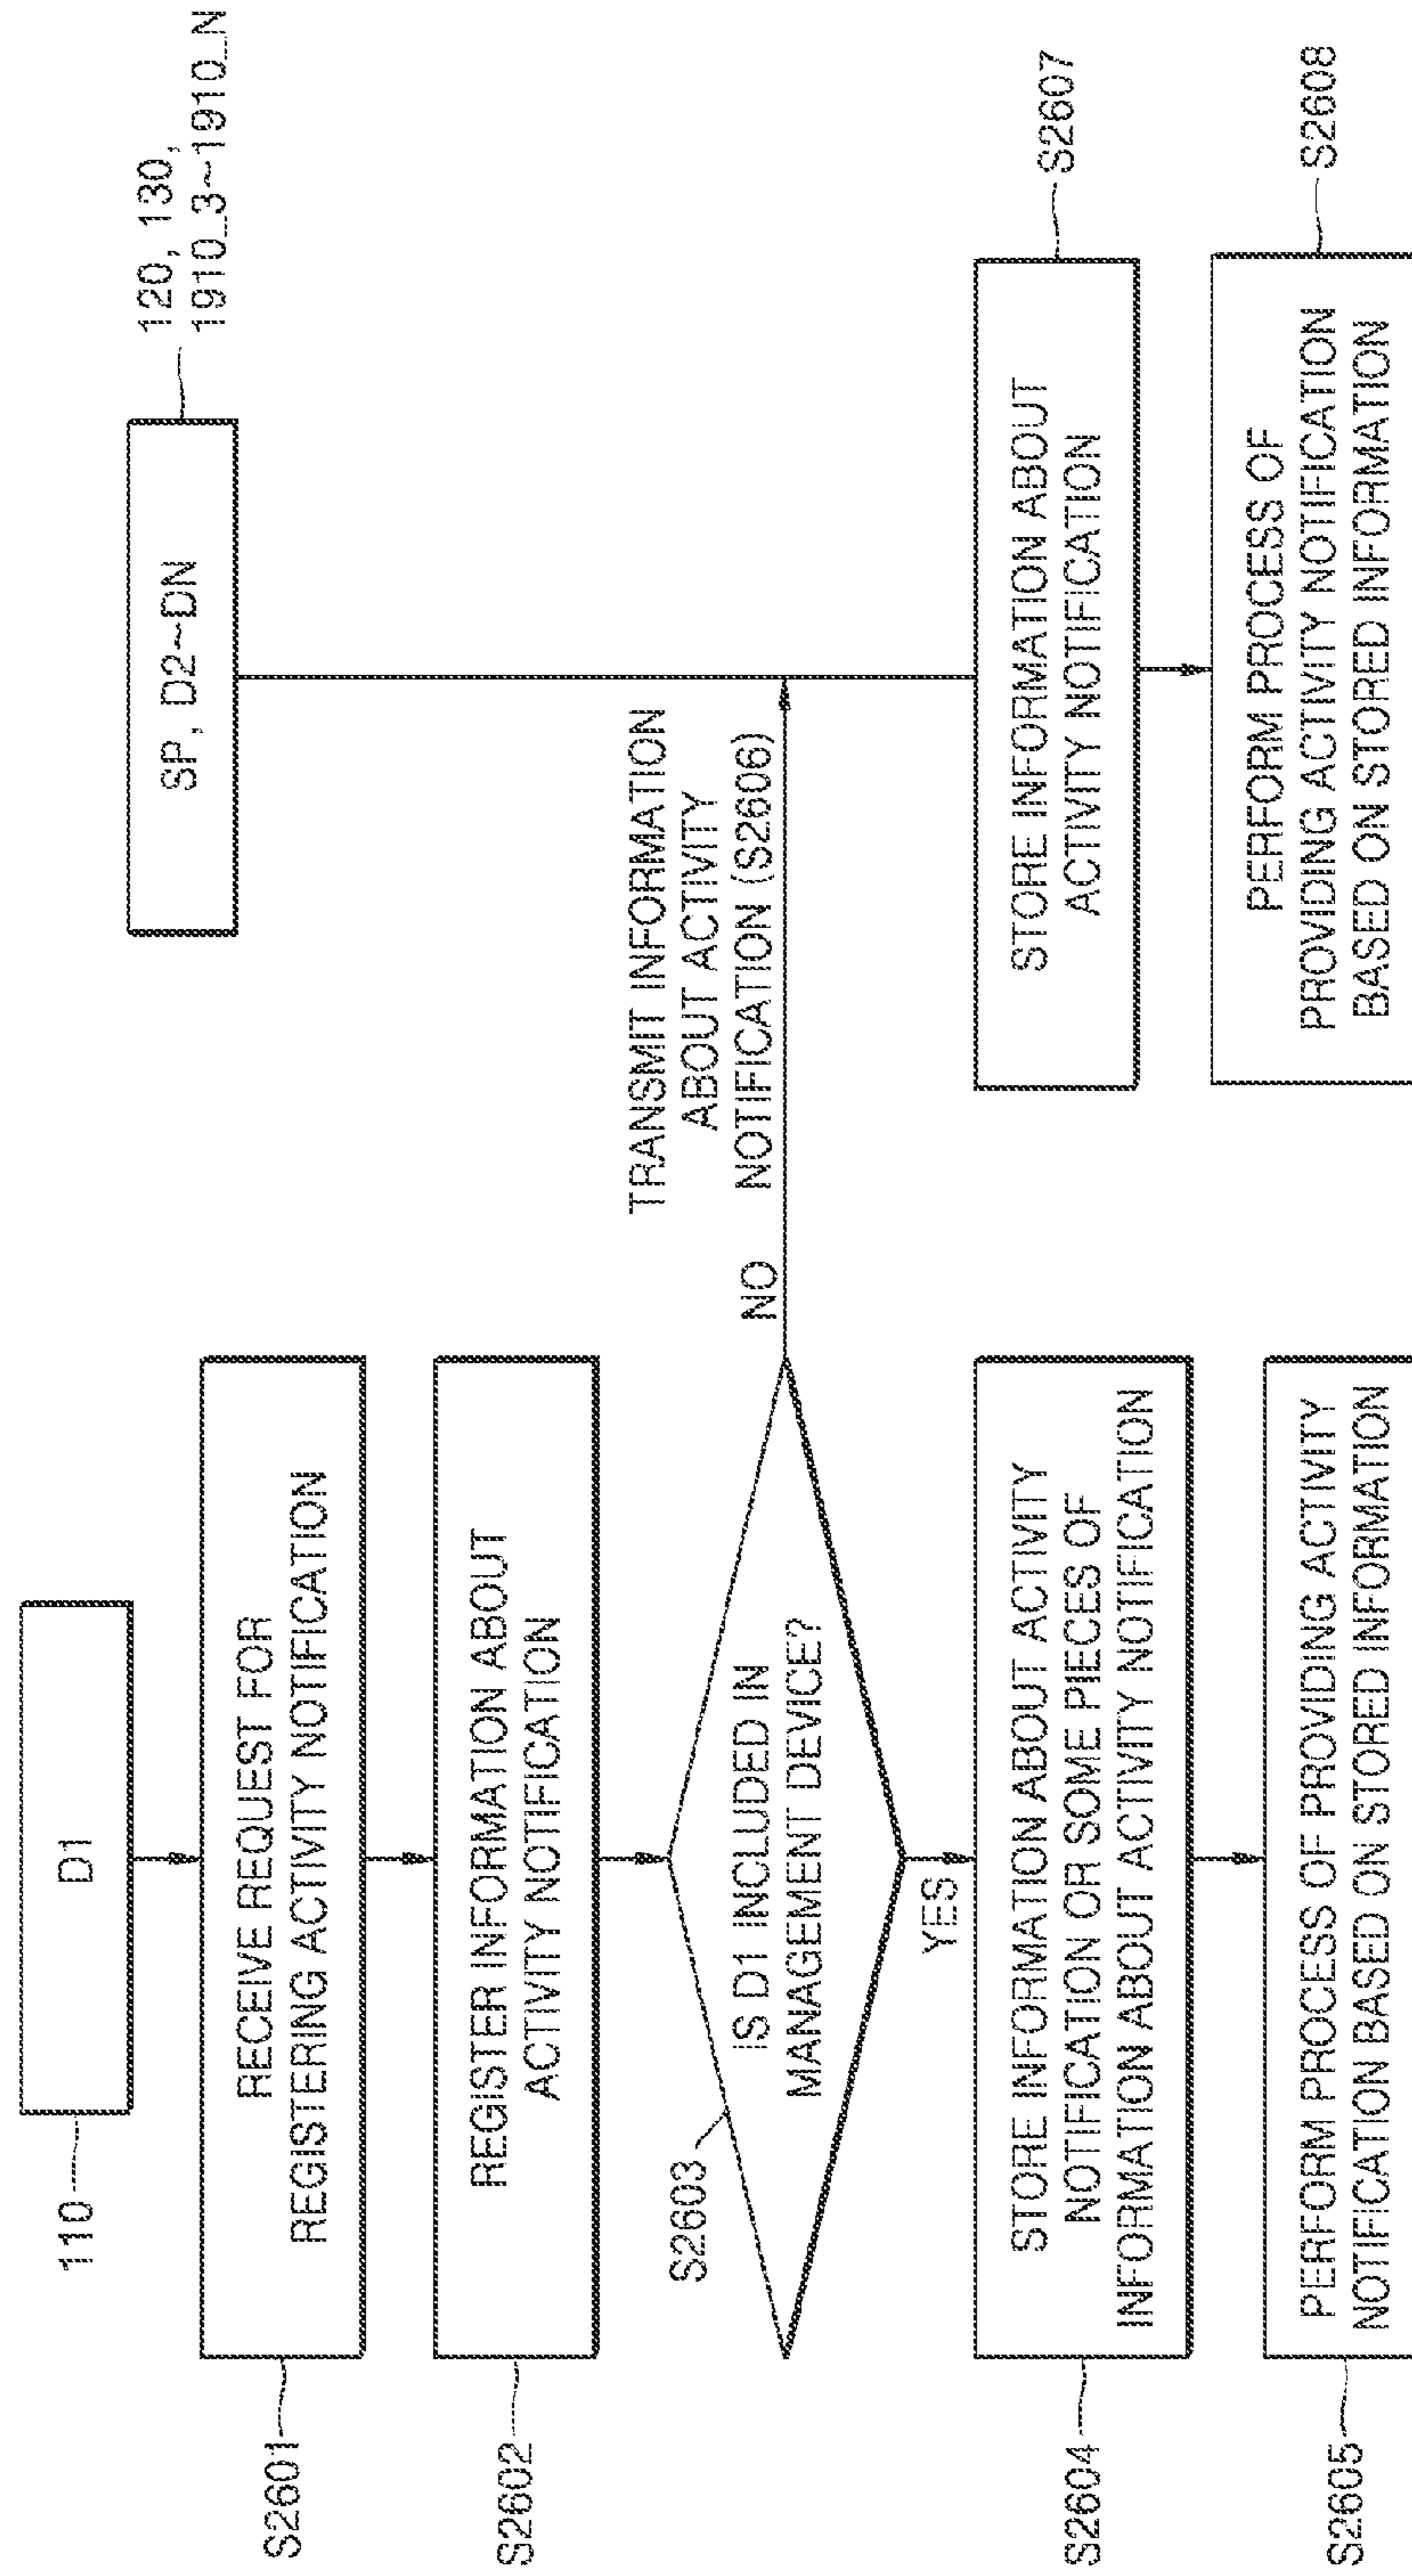 D1
110
SP, D2~DN
120, 130,
1910_3~1910_N
RECEIVE REQUEST FOR
REGISTERING ACTIVITY NOTIFICATION
S2601
REGISTER INFORMATION ABOUT
ACTIVITY NOTIFICATION
S2602
S2603
IS D1 INCLUDED IN
MANAGEMENT DEVICE?
NO
TRANSMIT INFORMATION
ABOUT ACTIVITY
NOTIFICATION (S2606)
YES
STORE INFORMATION ABOUT ACTIVITY
NOTIFICATION OR SOME PIECES OF
INFORMATION ABOUT ACTIVITY NOTIFICATION
S2604
STORE INFORMATION ABOUT
ACTIVITY NOTIFICATION
S2607
PERFORM PROCESS OF PROVIDING ACTIVITY
NOTIFICATION BASED ON STORED INFORMATION
S2605
PERFORM PROCESS OF
PROVIDING ACTIVITY NOTIFICATION
BASED ON STORED INFORMATION
S2608